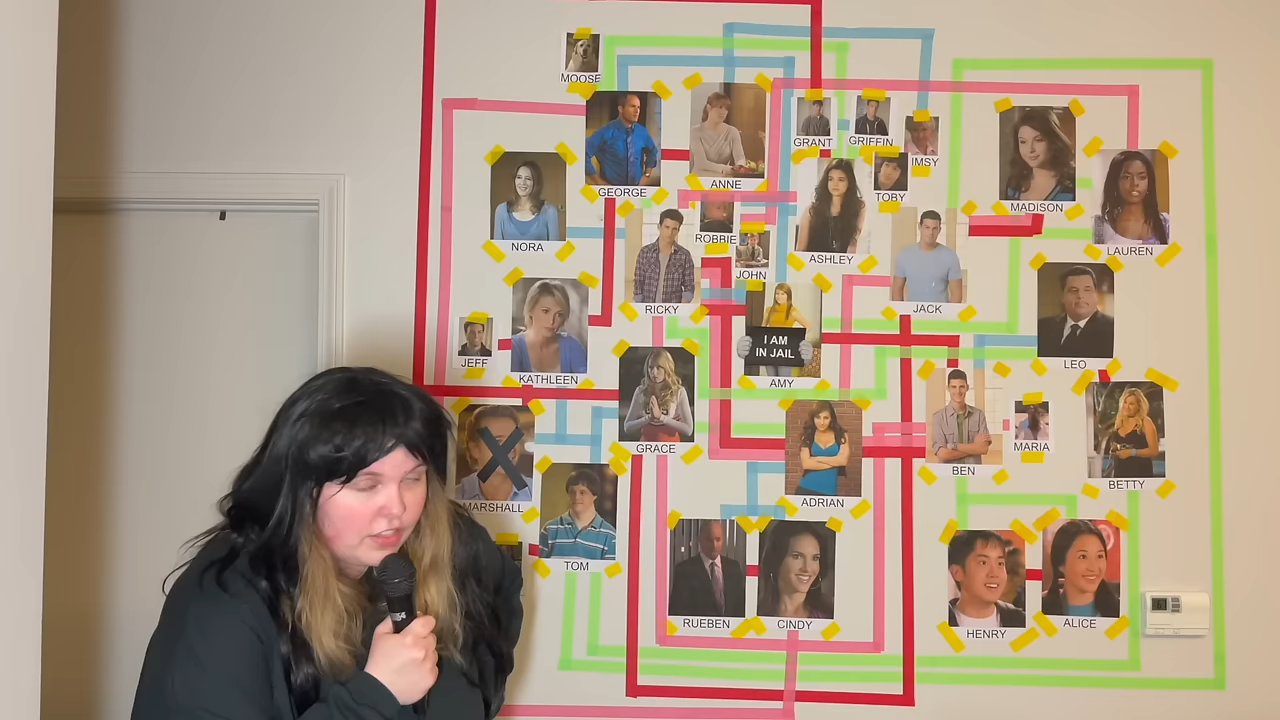 MOOSE
GEORGE
ANNE
GRANT
GRIFFIN
IMSY
TOBY
MADISON
LAUREN
NORA
RICKY
ROBBIE
JOHN
ASHLEY
JACK
LEO
JEFF
KATHLEEN
I AM
IN JAIL
AMY
GRACE
ADRIAN
BEN
MARIA
BETTY
MARSHALL
TOM
RUEBEN
CINDY
HENRY
ALICE